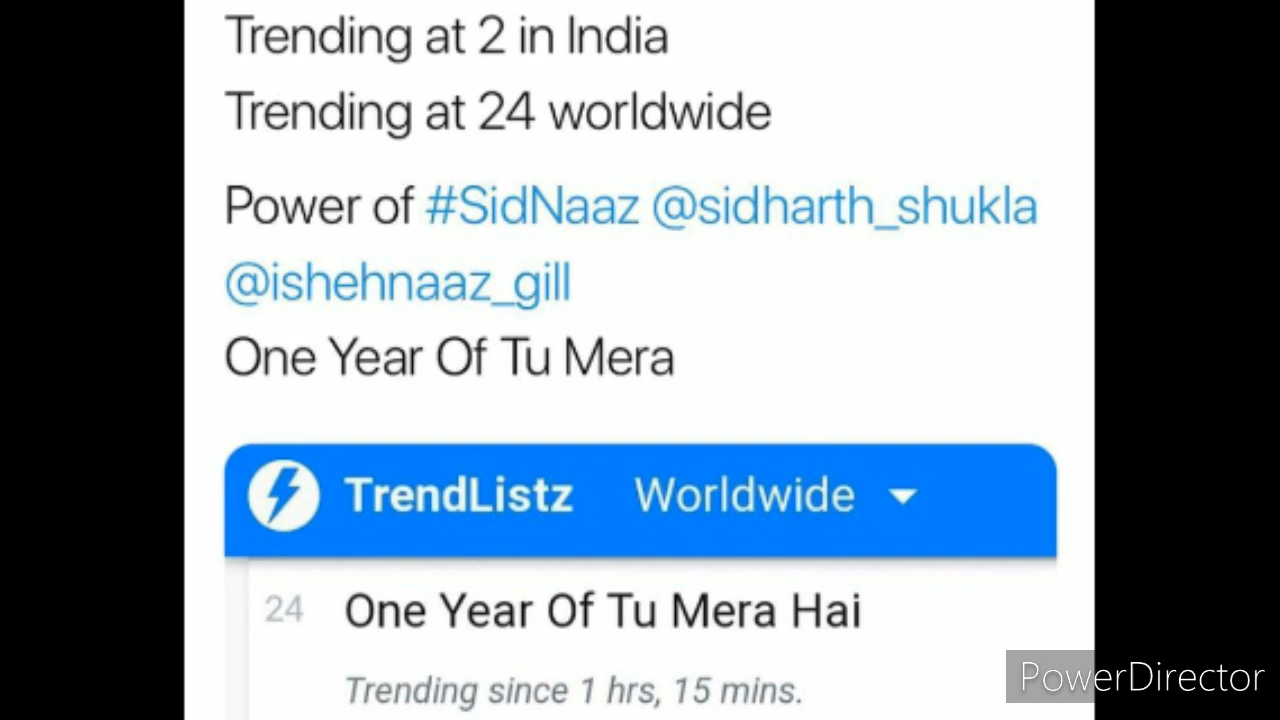 Trending at 2 in India
Trending at 24 worldwide
Power of #SidNaaz @sidharth_shukla
@ishehnaaz_gill
One Year Of Tu Mera
TrendListz Worldwide
24 One Year Of Tu Mera Hai
Trending since 1 hrs, 15 mins.
PowerDirector